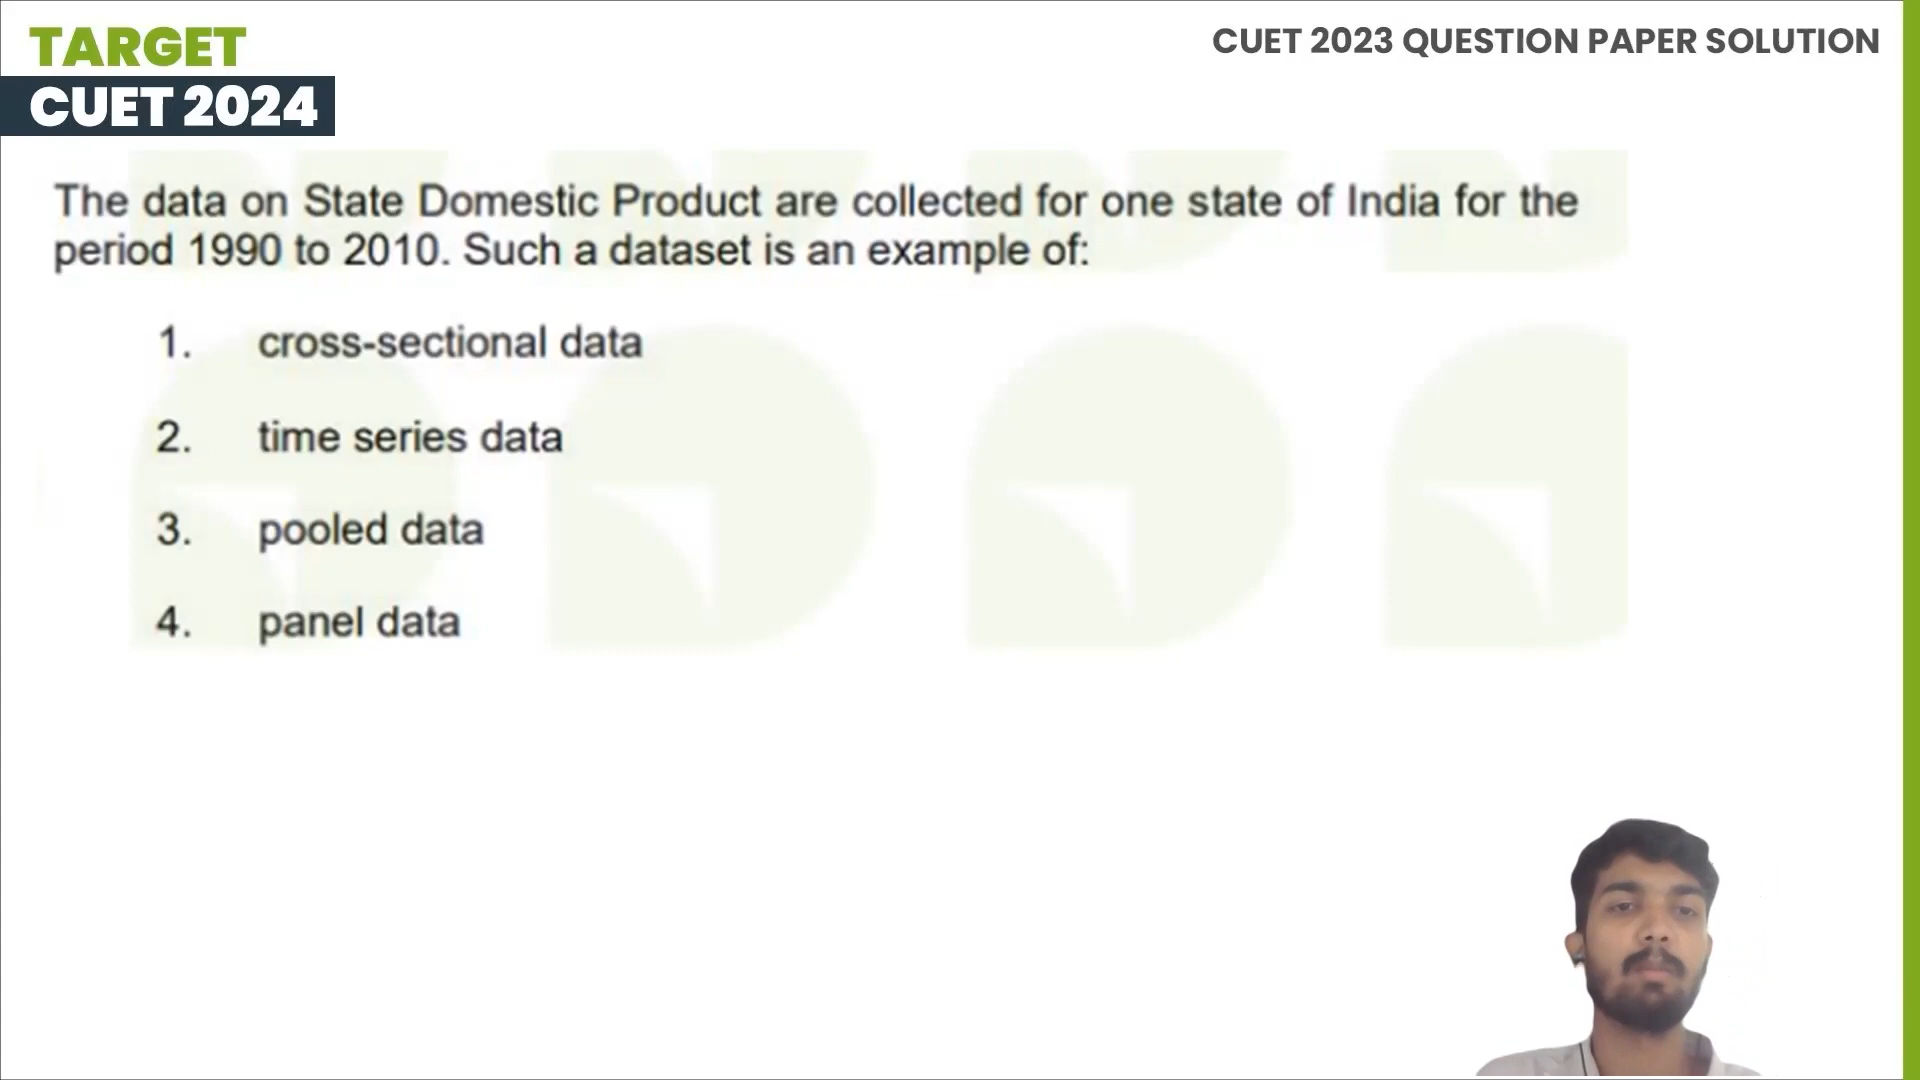 TARGET
CUET 2024
CUET 2023 QUESTION PAPER SOLUTION
The data on State Domestic Product are collected for one state of India for the
period 1990 to 2010. Such a dataset is an example of:
1. cross-sectional data
2. time series data
3. pooled data
4. panel data